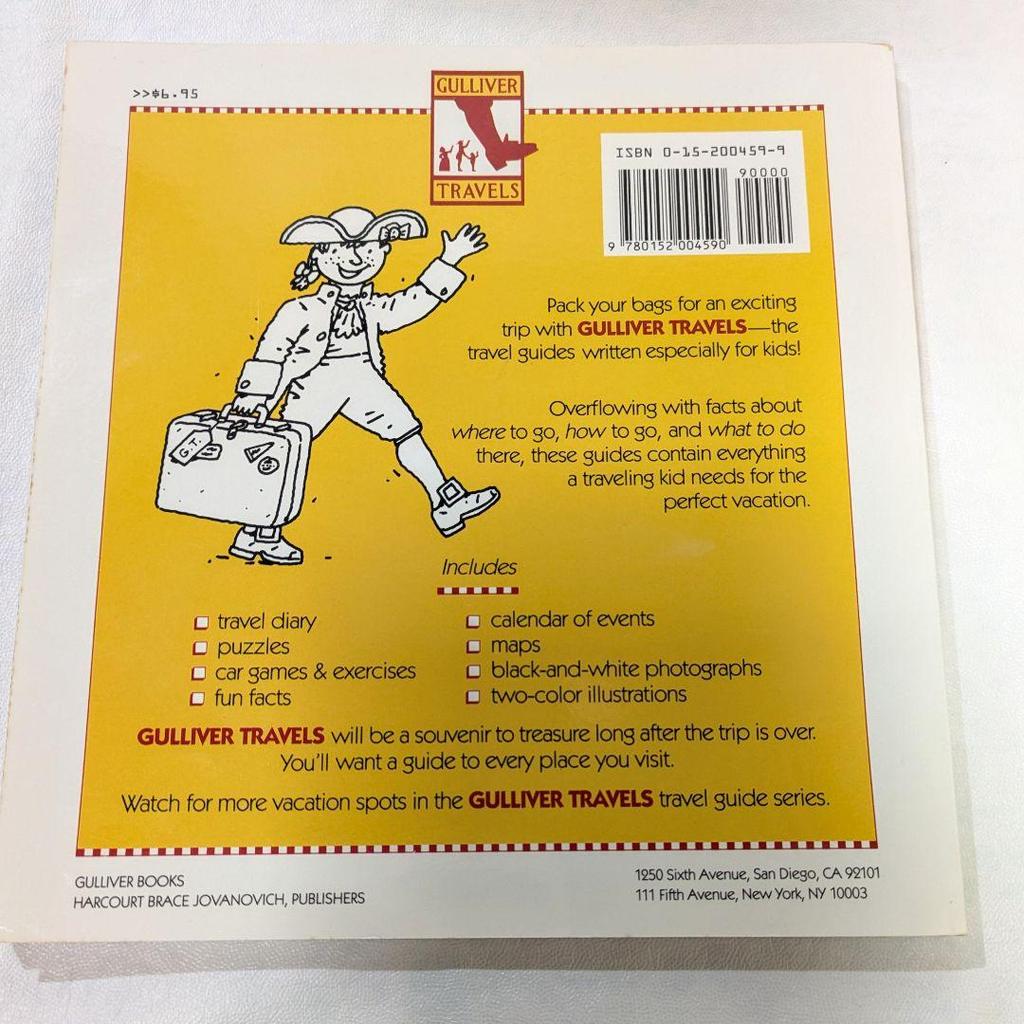 >>$6.95
GULLIVER
TRAVELS
ISBN 0-15-200459-9
90000
9 780152 004590
Pack your bags for an exciting
trip with GULLIVER TRAVELS—the
travel guides written especially for kids!
Overflowing with facts about
where to go, how to go, and what to do
there, these guides contain everything
a traveling kid needs for the
perfect vacation.
G.T.
Includes
travel diary
puzzles
car games & exercises
fun facts
calendar of events
maps
black-and-white photographs
two-color illustrations
GULLIVER TRAVELS will be a souvenir to treasure long after the trip is over.
You'll want a guide to every place you visit.
Watch for more vacation spots in the GULLIVER TRAVELS travel guide series.
GULLIVER BOOKS
HARCOURT BRACE JOVANOVICH, PUBLISHERS
1250 Sixth Avenue, San Diego, CA 92101
111 Fifth Avenue, New York, NY 10003